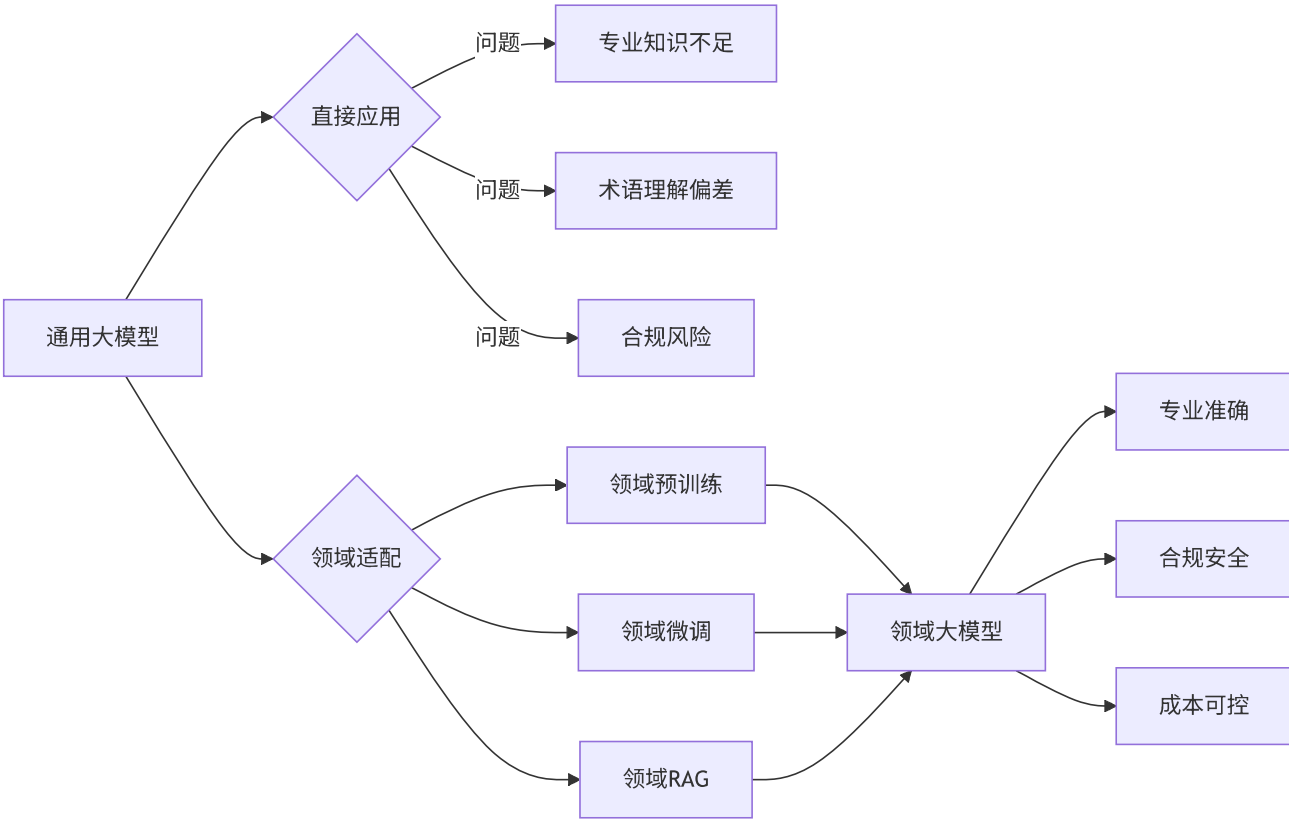 问题
专业知识不足
直接应用
问题
术语理解偏差
通用大模型
问题
合规风险
专业准确
领域预训练
领域适配
合规安全
领域微调
领域大模型
成本可控
领域RAG